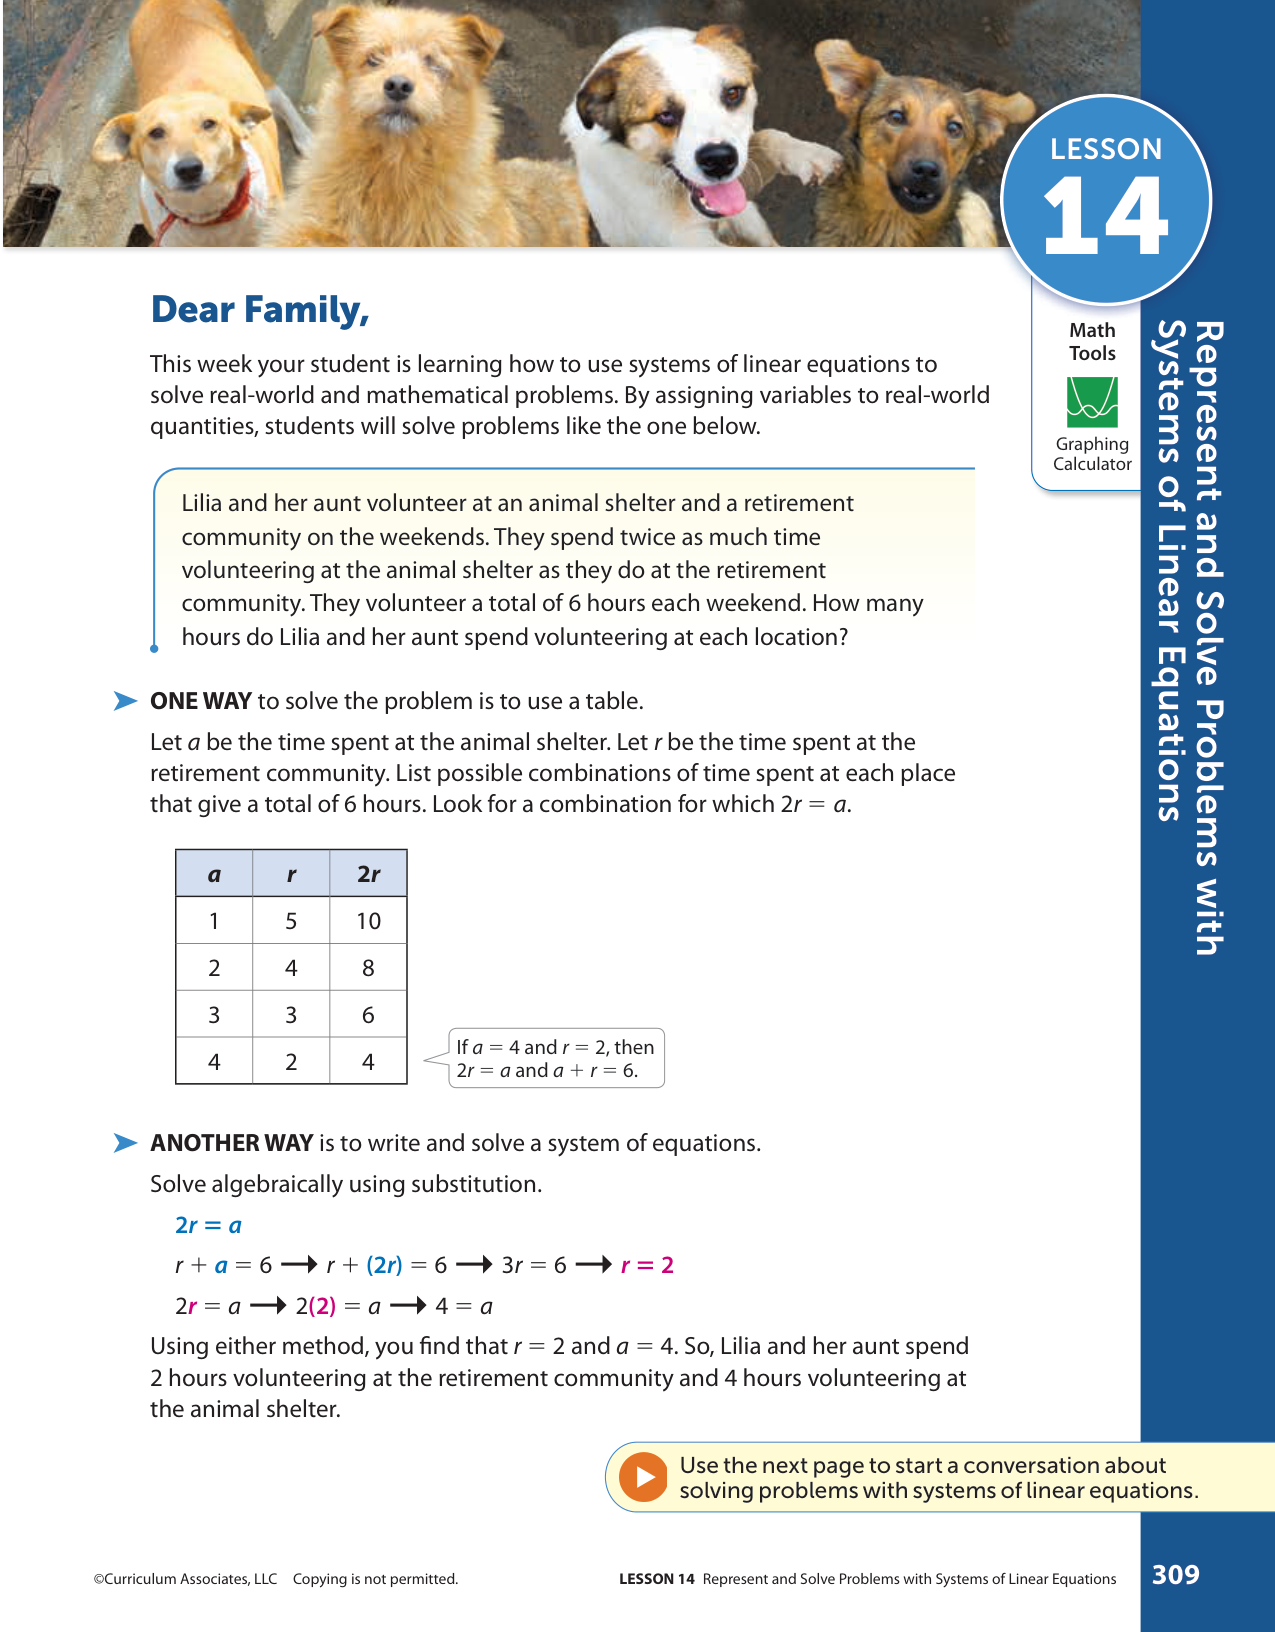 LESSON
14
Dear Family,
This week your student is learning how to use systems of linear equations to
solve real-world and mathematical problems. By assigning variables to real-world
quantities, students will solve problems like the one below.
Math
Tools
Graphing
Calculator
Represent and Solve Problems with
Systems of Linear Equations
Lilia and her aunt volunteer at an animal shelter and a retirement
community on the weekends. They spend twice as much time
volunteering at the animal shelter as they do at the retirement
community. They volunteer a total of 6 hours each weekend. How many
hours do Lilia and her aunt spend volunteering at each location?
ONE WAY to solve the problem is to use a table.
Let a be the time spent at the animal shelter. Let r be the time spent at the
retirement community. List possible combinations of time spent at each place
that give a total of 6 hours. Look for a combination for which 2r = a.
a r 2r
1 5 10
2 4 8
3 3 6
4 2 4
If a = 4 and r = 2, then
2r = a and a + r = 6.
ANOTHER WAY is to write and solve a system of equations.
Solve algebraically using substitution.
2r = a
r + a = 6 → r + (2r) = 6 → 3r = 6 → r = 2
2r = a → 2(2) = a → 4 = a
Using either method, you find that r = 2 and a = 4. So, Lilia and her aunt spend
2 hours volunteering at the retirement community and 4 hours volunteering at
the animal shelter.
Use the next page to start a conversation about
solving problems with systems of linear equations.
©Curriculum Associates, LLC Copying is not permitted.
LESSON 14 Represent and Solve Problems with Systems of Linear Equations
309